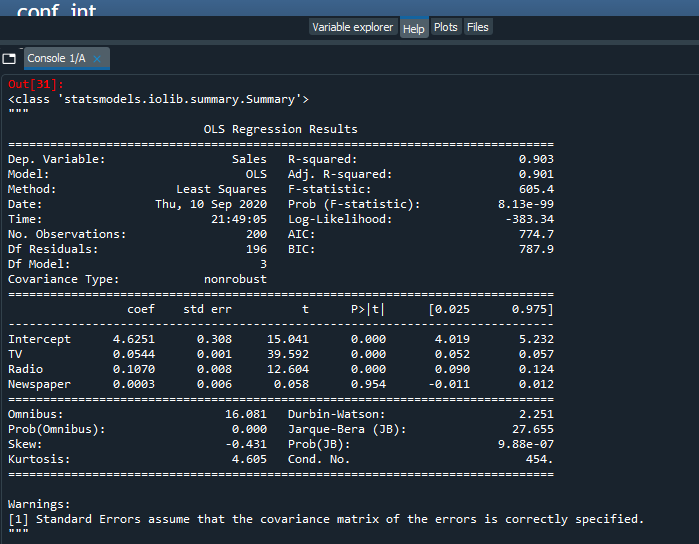 conf_int
Variable explorer Help Plots Files
Console 1/A ×
Out[31]:
<class 'statsmodels.iolib.summary.Summary'>
"""
OLS Regression Results
==============================================================================
Dep. Variable: Sales R-squared: 0.903
Model: OLS Adj. R-squared: 0.901
Method: Least Squares F-statistic: 605.4
Date: Thu, 10 Sep 2020 Prob (F-statistic): 8.13e-99
Time: 21:49:05 Log-Likelihood: -383.34
No. Observations: 200 AIC: 774.7
Df Residuals: 196 BIC: 787.9
Df Model: 3
Covariance Type: nonrobust
==============================================================================
coef std err t P>|t| [0.025 0.975]
------------------------------------------------------------------------------
Intercept 4.6251 0.308 15.041 0.000 4.019 5.232
TV 0.0544 0.001 39.592 0.000 0.052 0.057
Radio 0.1070 0.008 12.604 0.000 0.090 0.124
Newspaper 0.0003 0.006 0.058 0.954 -0.011 0.012
==============================================================================
Omnibus: 16.081 Durbin-Watson: 2.251
Prob(Omnibus): 0.000 Jarque-Bera (JB): 27.655
Skew: -0.431 Prob(JB): 9.88e-07
Kurtosis: 4.605 Cond. No. 454.
==============================================================================
Warnings:
[1] Standard Errors assume that the covariance matrix of the errors is correctly specified.
"""